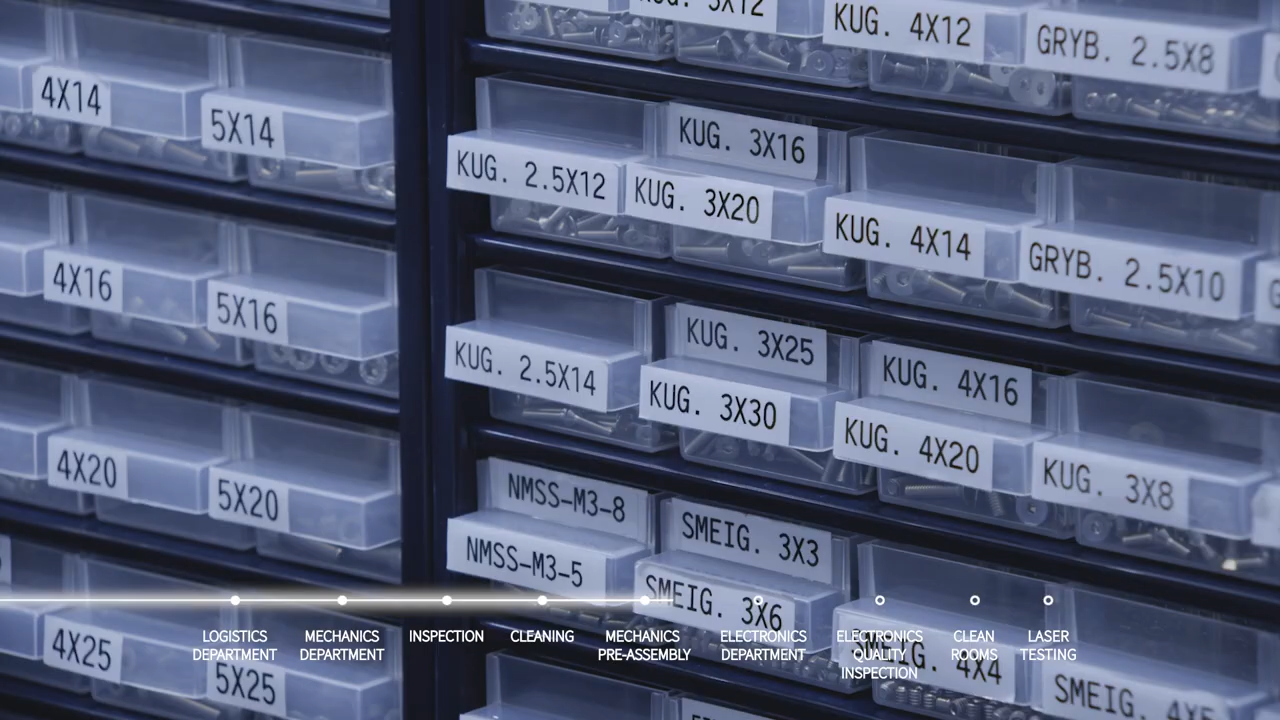 KUG. 4X12
GRYB. 2.5X8
4X14
5X14
KUG. 3X16
KUG. 2.5X12
KUG. 3X20
KUG. 4X14
GRYB. 2.5X10
4X16
5X16
KUG. 3X25
KUG. 2.5X14
KUG. 3X30
KUG. 4X16
KUG. 4X20
KUG. 3X8
4X20
5X20
NMSS-M3-8
NMSS-M3-5
SMEIG. 3X3
SMEIG. 3X6
4X25
5X25
SMEIG. 4X4
LOGISTICS
DEPARTMENT
MECHANICS
DEPARTMENT
INSPECTION
CLEANING
MECHANICS
PRE-ASSEMBLY
ELECTRONICS
DEPARTMENT
ELECTRONICS
QUALITY
INSPECTION
CLEAN
ROOMS
LASER
TESTING